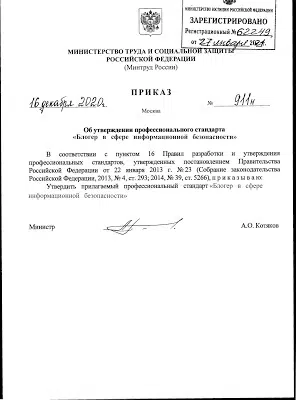 МИНИСТЕРСТВО ЮСТИЦИИ РОССИЙСКОЙ ФЕДЕРАЦИИ
ЗАРЕГИСТРИРОВАНО
Регистрационный № 62249
от 27 января 2021.
МИНИСТЕРСТВО ТРУДА И СОЦИАЛЬНОЙ ЗАЩИТЫ
РОССИЙСКОЙ ФЕДЕРАЦИИ
(Минтруд России)
ПРИКАЗ
16 декабря 2020г.
№ 911н
Москва
Об утверждении профессионального стандарта
«Блогер в сфере информационной безопасности»
В соответствии с пунктом 16 Правил разработки и утверждения
профессиональных стандартов, утвержденных постановлением Правительства
Российской Федерации от 22 января 2013 г. № 23 (Собрание законодательства
Российской Федерации, 2013, № 4, ст. 293; 2014, № 39, ст. 5266), приказываю:
Утвердить прилагаемый профессиональный стандарт «Блогер в сфере
информационной безопасности»
Министр
А.О. Котяков